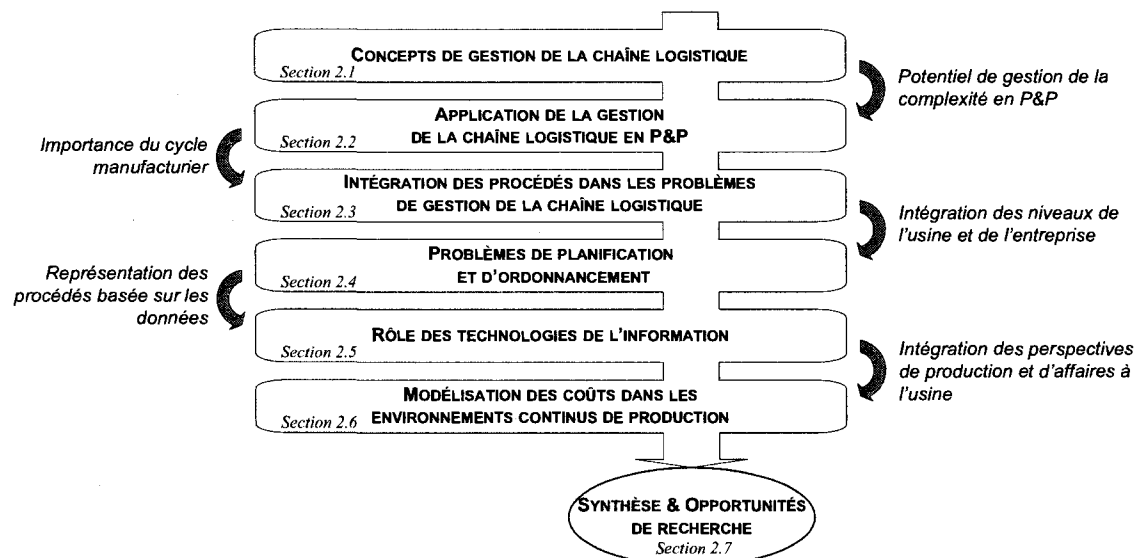 CONCEPTS DE GESTION DE LA CHAÎNE LOGISTIQUE
Section 2.1
Potentiel de gestion de la
complexité en P&P
APPLICATION DE LA GESTION
DE LA CHAÎNE LOGISTIQUE EN P&P
Section 2.2
Importance du cycle
manufacturier
INTÉGRATION DES PROCÉDÉS DANS LES PROBLÈMES
DE GESTION DE LA CHAÎNE LOGISTIQUE
Section 2.3
Intégration des niveaux de
l'usine et de l'entreprise
PROBLÈMES DE PLANIFICATION
ET D'ORDONNANCEMENT
Section 2.4
Représentation des
procédés basée sur les
données
RÔLE DES TECHNOLOGIES DE L'INFORMATION
Section 2.5
Intégration des perspectives
de production et d'affaires à
l'usine
MODÉLISATION DES COÛTS DANS LES
ENVIRONNEMENTS CONTINUS DE PRODUCTION
Section 2.6
SYNTHÈSE & OPPORTUNITÉS
DE RECHERCHE
Section 2.7